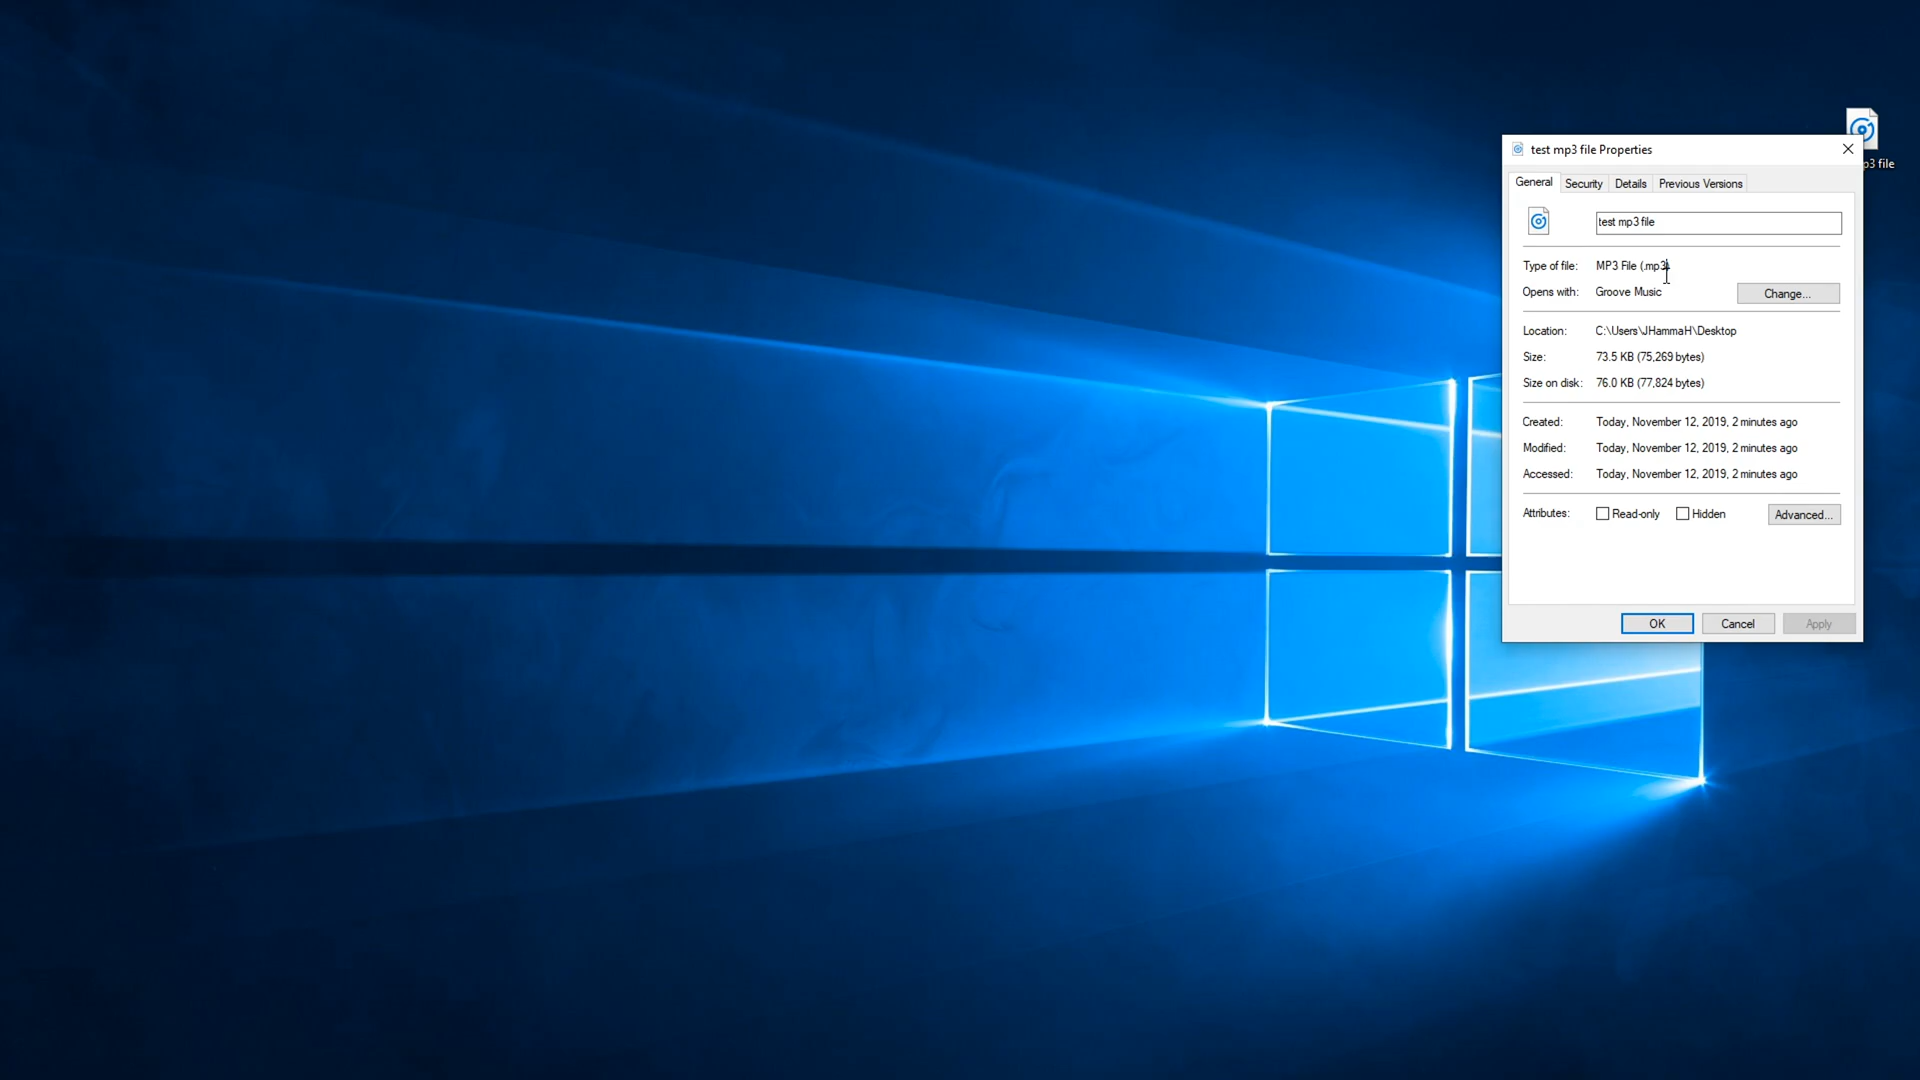 test mp3 file Properties
p3 file
General Security Details Previous Versions
test mp3 file
Type of file: MP3 File (.mp3)
Opens with: Groove Music Change...
Location: C:\Users\JHammaH\Desktop
Size: 73.5 KB (75,269 bytes)
Size on disk: 76.0 KB (77,824 bytes)
Created: Today, November 12, 2019, 2 minutes ago
Modified: Today, November 12, 2019, 2 minutes ago
Accessed: Today, November 12, 2019, 2 minutes ago
Attributes: Read-only Hidden Advanced...
OK Cancel Apply